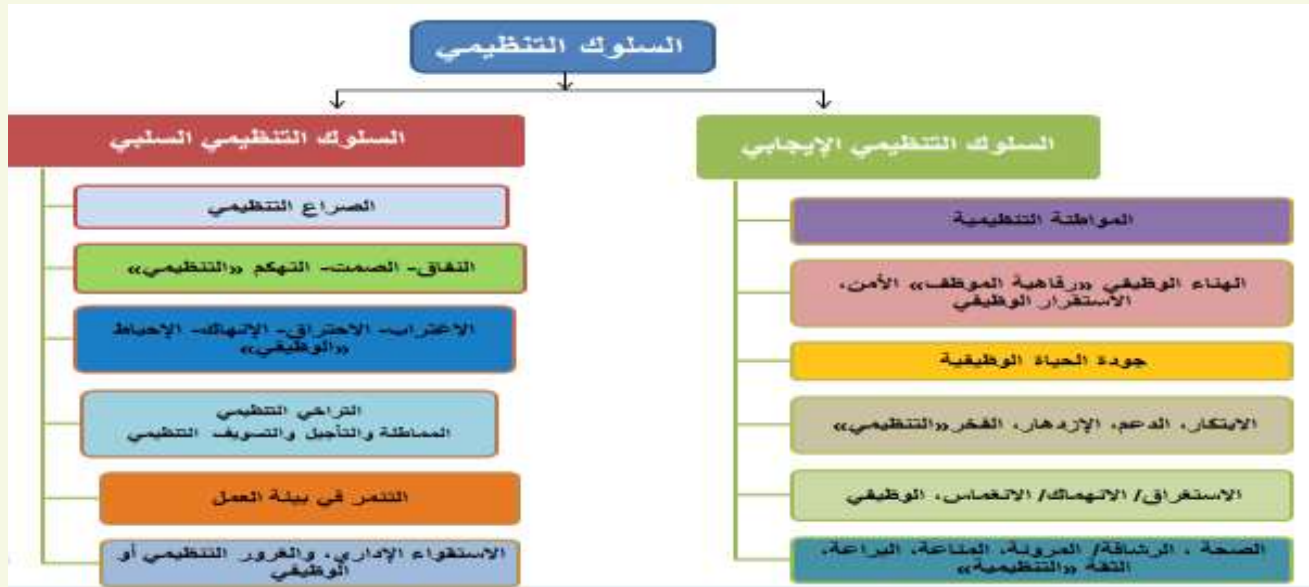 السلوك التنظيمي
السلوك التنظيمي الإيجابي
المواطنة التنظيمية
الهناء الوظيفي «رفاهية الموظف» الأمن،
الاستقرار الوظيفي
جودة الحياة الوظيفية
الابتكار، الدعم، الإزدهار، الفخر«التنظيمي»
الاستغراق/ الانهماك/ الانغماس، الوظيفي
الصحة ، الرشاقة/ المرونة، المناعة، البراعة،
الثقة «التنظيمية»
السلوك التنظيمي السلبي
الصراع التنظيمي
النفاق- الصمت- التهكم «التنظيمي»
الاغتراب- الاحتراق- الإنهاك- الإحباط
«الوظيفي»
التراخي التنظيمي
المماطلة والتأجيل والتسويف التنظيمي
التنمر في بيئة العمل
الاستقواء الإداري، والغرور التنظيمي أو
الوظيفي